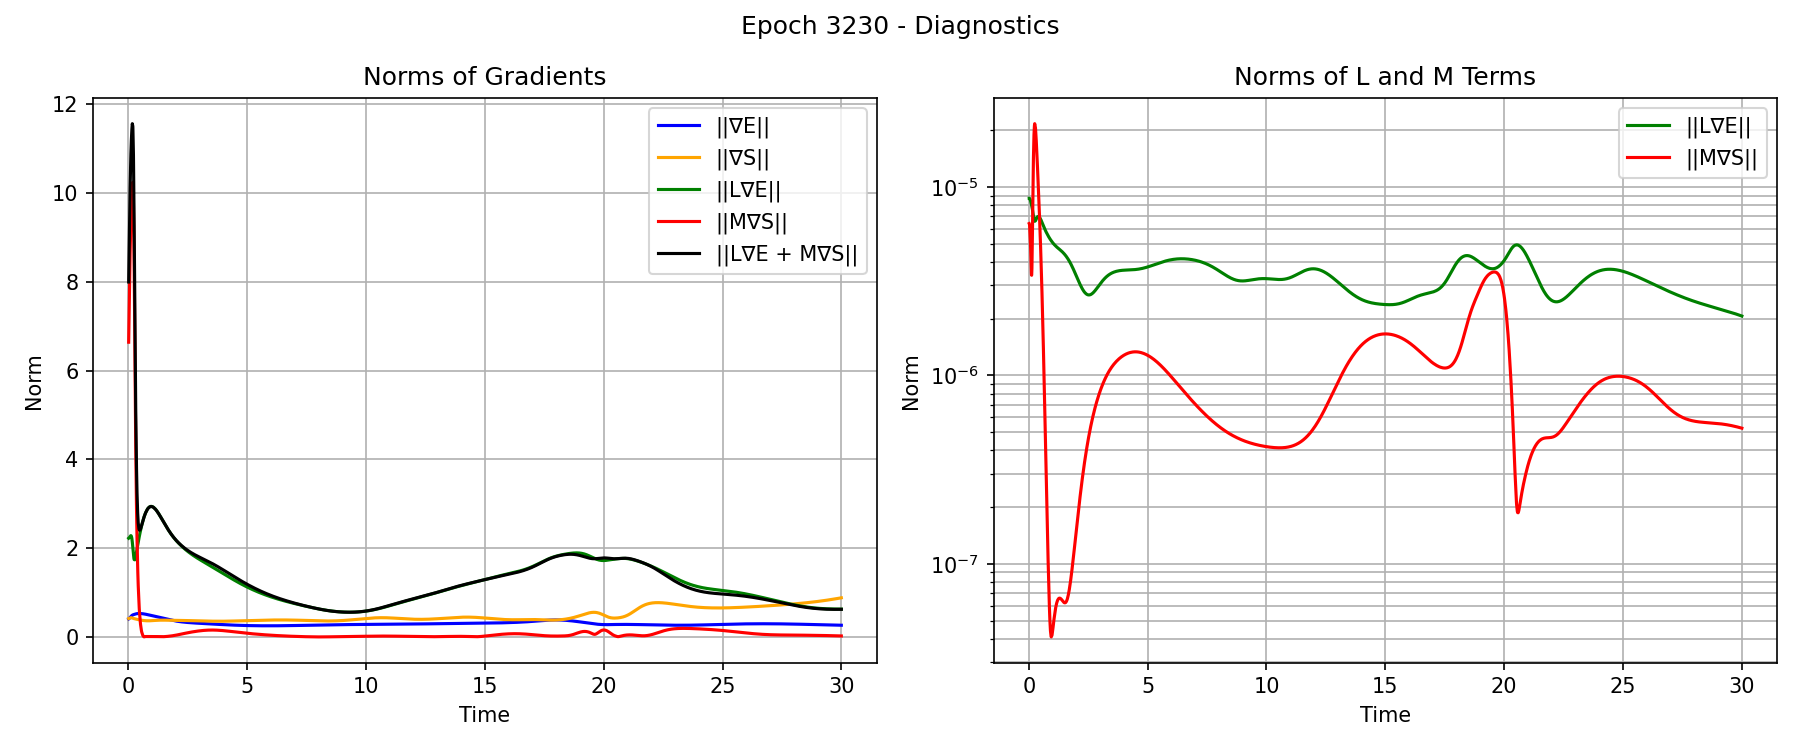 Epoch 3230 - Diagnostics
Norms of Gradients
12
10
8
6
4
2
0
Norm
0 5 10 15 20 25 30
Time
||∇E||
||∇S||
||L∇E||
||M∇S||
||L∇E + M∇S||
Norms of L and M Terms
10⁻⁵
10⁻⁶
10⁻⁷
Norm
0 5 10 15 20 25 30
Time
||L∇E||
||M∇S||